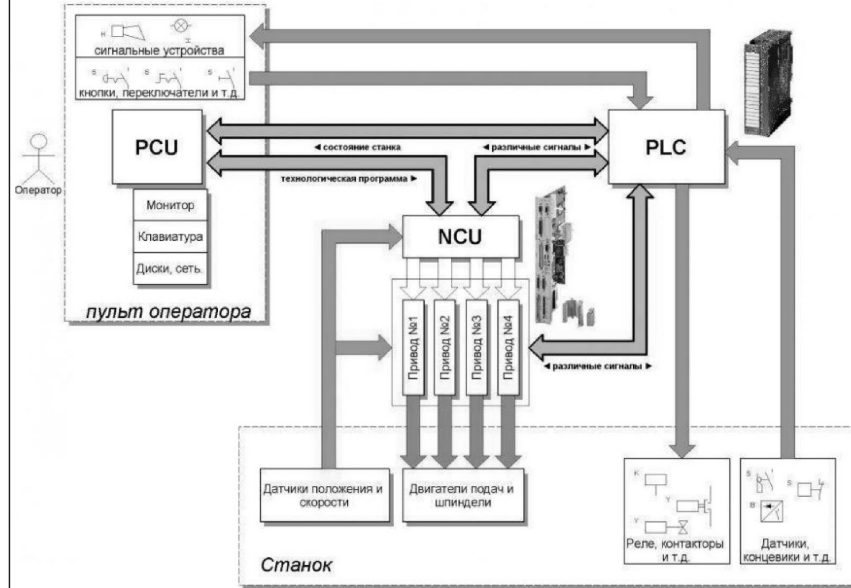 сигнальные устройства
кнопки, переключатели и т.д.
PCU
PLC
◄ состояние станка
◄ различные сигналы ►
технологическая программа ►
Оператор
Монитор
Клавиатура
Диски, сеть.
NCU
пульт оператора
Привод №1
Привод №2
Привод №3
Привод №4
◄ различные сигналы ►
Датчики положения и
скорости
Двигатели подач и
шпиндели
K
Y
Y
Реле, контакторы
и т.д.
S
S
B
Датчики,
концевики и т.д.
Станок